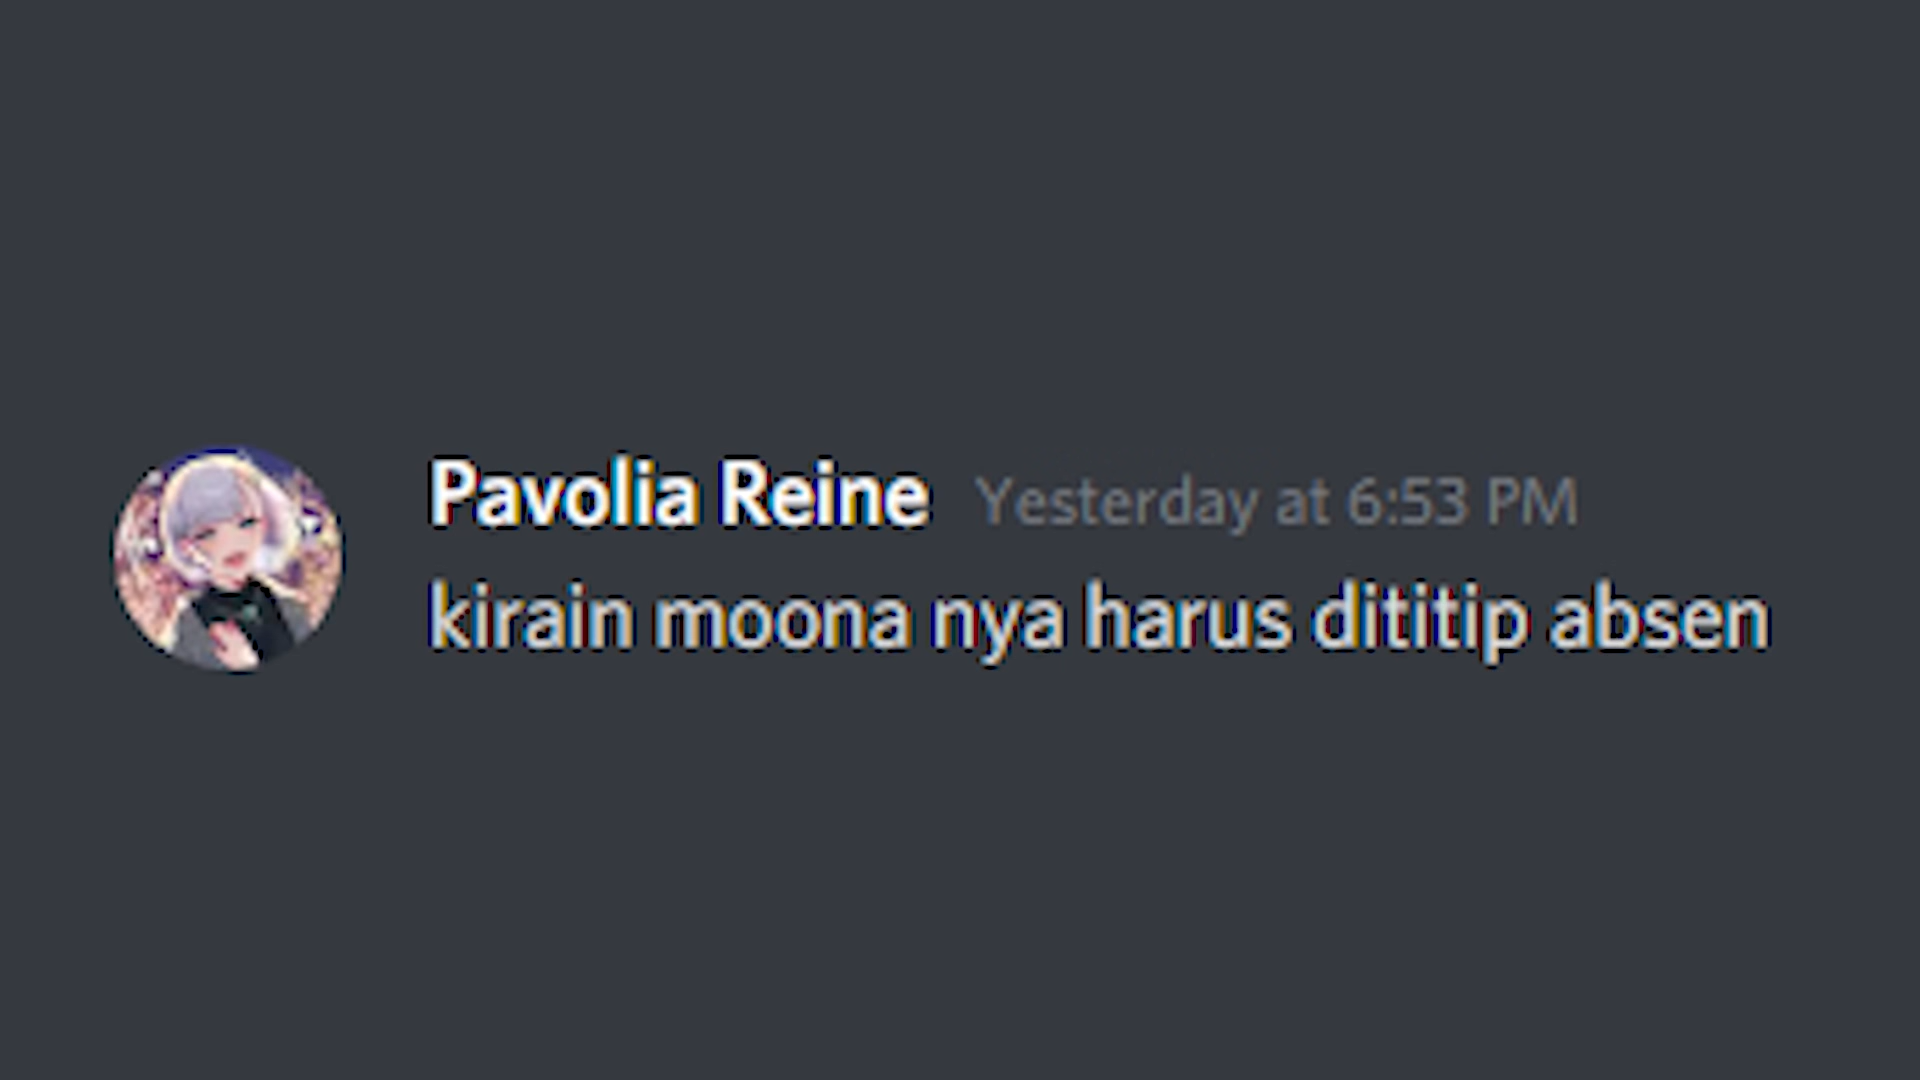 Pavolia Reine Yesterday at 6:53 PM
kirain moona nya harus dititip absen